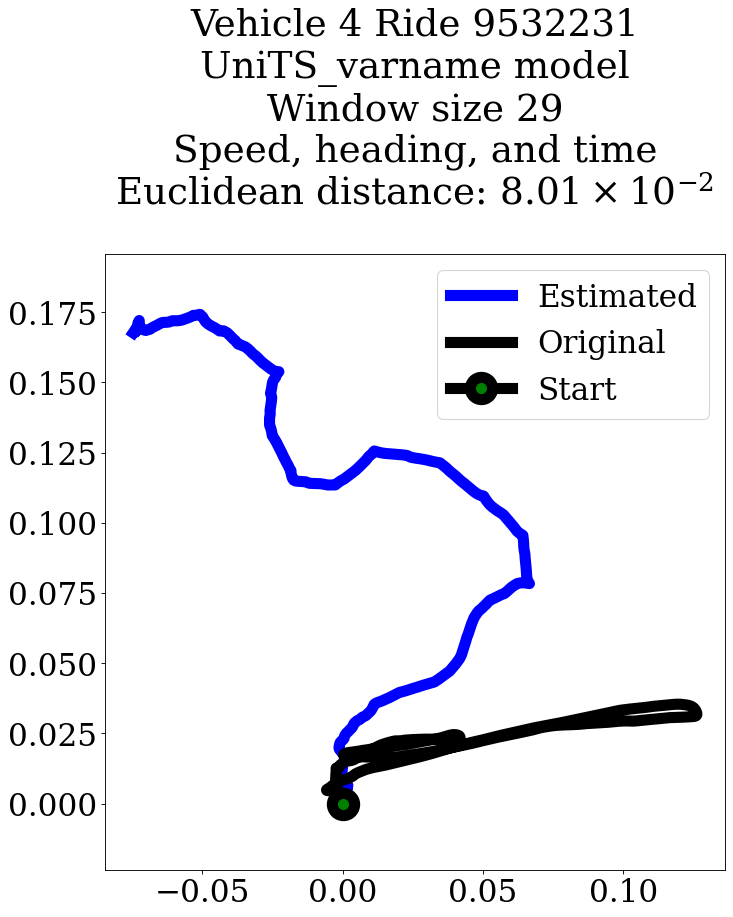 Vehicle 4 Ride 9532231
UniTS_varname model
Window size 29
Speed, heading, and time
Euclidean distance: 8.01 × 10⁻²
Estimated
Original
Start
0.175
0.150
0.125
0.100
0.075
0.050
0.025
0.000
−0.05 0.00 0.05 0.10